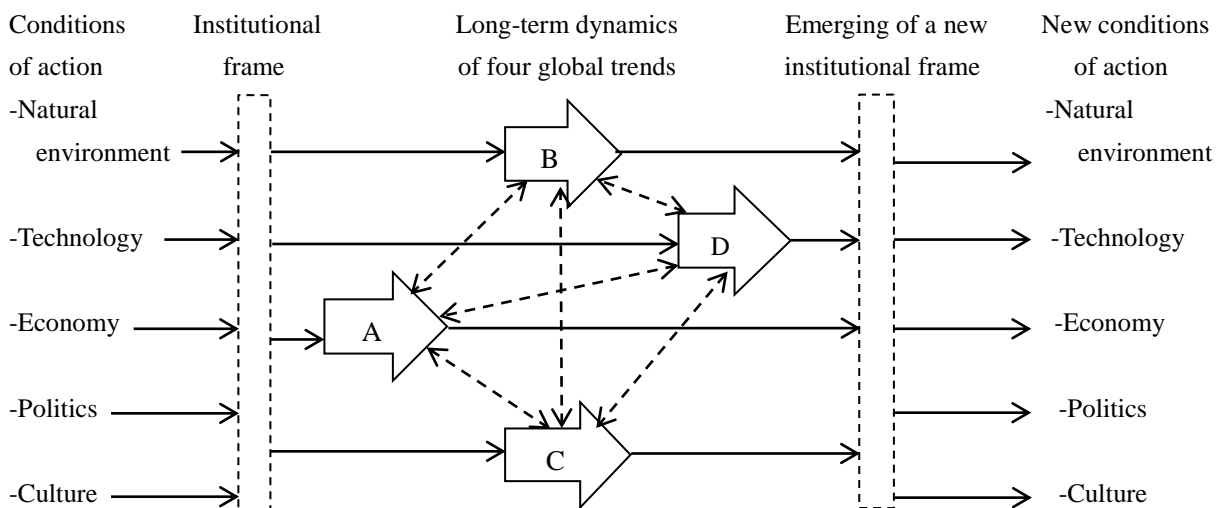 Conditions
of action
Institutional
frame
Long-term dynamics
of four global trends
Emerging of a new
institutional frame
New conditions
of action
-Natural
environment
-Technology
-Economy
-Politics
-Culture
B
D
A
C
-Natural
environment
-Technology
-Economy
-Politics
-Culture